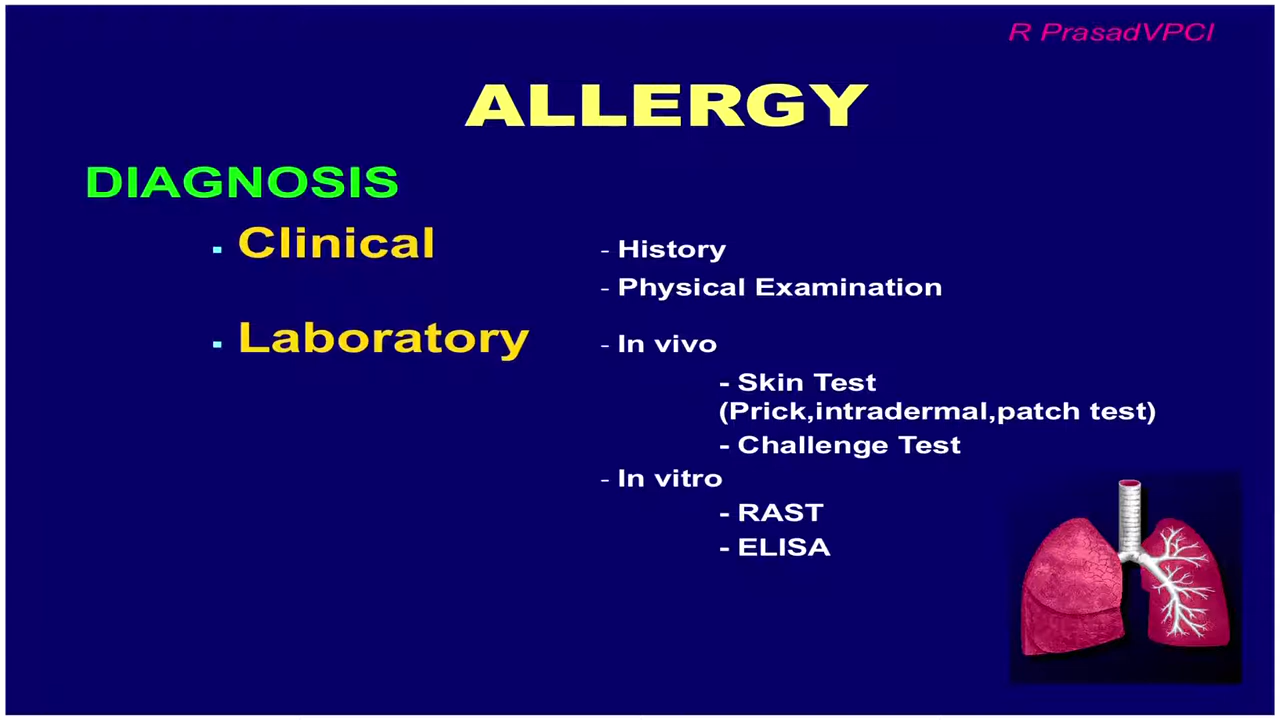 R PrasadVPCI
ALLERGY
DIAGNOSIS
▪ Clinical - History
- Physical Examination
▪ Laboratory - In vivo
- Skin Test
(Prick,intradermal,patch test)
- Challenge Test
- In vitro
- RAST
- ELISA